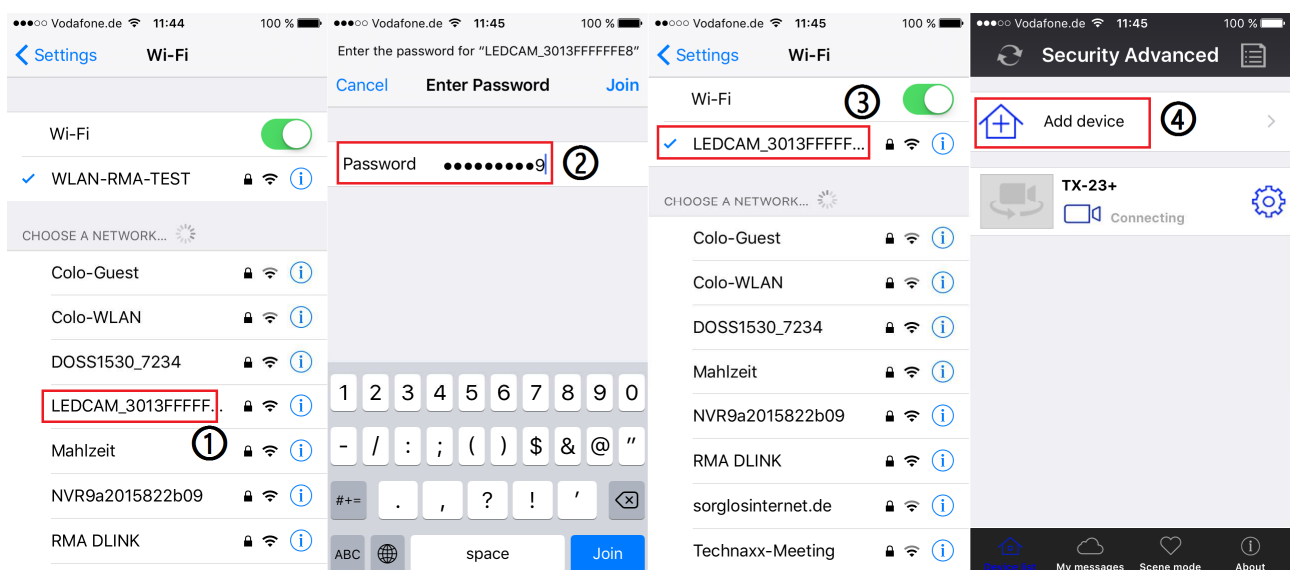 Vodafone.de 11:44 100 %
Settings Wi-Fi
Wi-Fi
WLAN-RMA-TEST
CHOOSE A NETWORK...
Colo-Guest
Colo-WLAN
DOSS1530_7234
LEDCAM_3013FFFFF...
1
Mahlzeit
NVR9a2015822b09
RMA DLINK
Vodafone.de 11:45 100 %
Enter the password for “LEDCAM_3013FFFFFFE8”
Cancel Enter Password Join
Password ●●●●●●●●●9
2
1 2 3 4 5 6 7 8 9 0
- / : ; ( ) $ & @ "
#+= . , ? ! '
ABC space Join
Vodafone.de 11:45 100 %
Settings Wi-Fi
Wi-Fi
3
LEDCAM_3013FFFFF...
CHOOSE A NETWORK...
Colo-Guest
Colo-WLAN
DOSS1530_7234
Mahlzeit
NVR9a2015822b09
RMA DLINK
sorglosinternet.de
Technaxx-Meeting
Vodafone.de 11:45 100 %
Security Advanced
Add device
4
TX-23+
Connecting
My messages Scene mode About